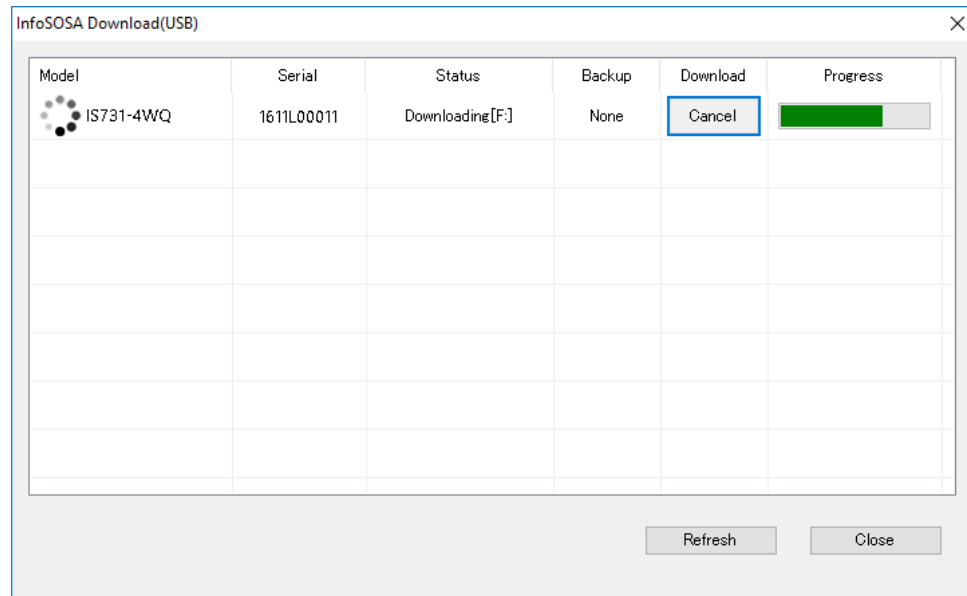 InfoSOSA Download(USB)
Model Serial Status Backup Download Progress
IS731-4WQ 1611L00011 Downloading[F:] None Cancel
Refresh Close